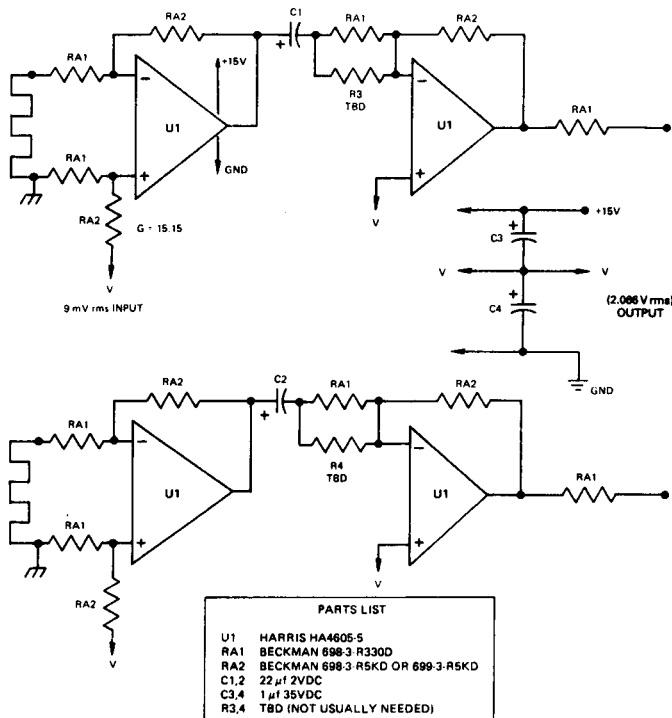 RA2
C1
RA1
RA2
RA1
+15V
+
−
U1
R3
TBD
−
U1
RA1
RA1
+
GND
+
RA2
G = 15.15
V
V
9 mV rms INPUT
+15V
+
C3
V
V
+
C4
(2.066 V rms)
OUTPUT
GND
RA2
C2
RA1
RA2
RA1
+
−
U1
R4
TBD
−
U1
RA1
RA1
+
+
RA2
V
V
PARTS LIST
U1 HARRIS HA4605-5
RA1 BECKMAN 698-3-R330D
RA2 BECKMAN 698-3-R5KD OR 699-3-R5KD
C1,2 22 µf 2VDC
C3,4 1 µf 35VDC
R3,4 TBD (NOT USUALLY NEEDED)